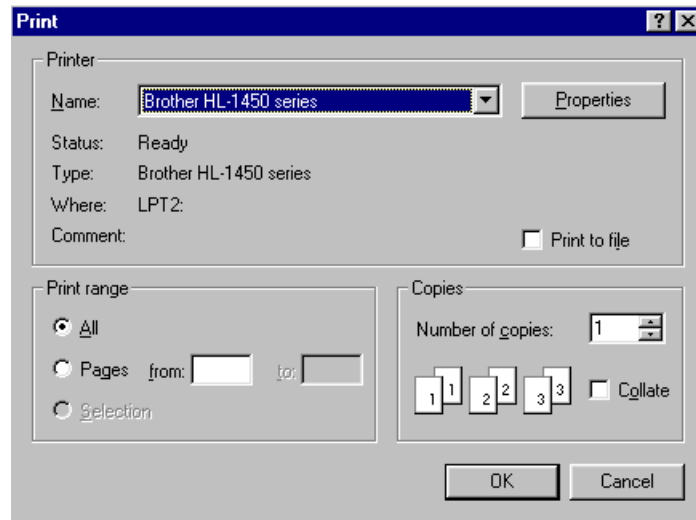 Print
Printer
Name: Brother HL-1450 series Properties
Status: Ready
Type: Brother HL-1450 series
Where: LPT2:
Comment: Print to file
Print range
All
Pages from: to:
Selection
Copies
Number of copies: 1
1 1 2 2 3 3 Collate
OK Cancel